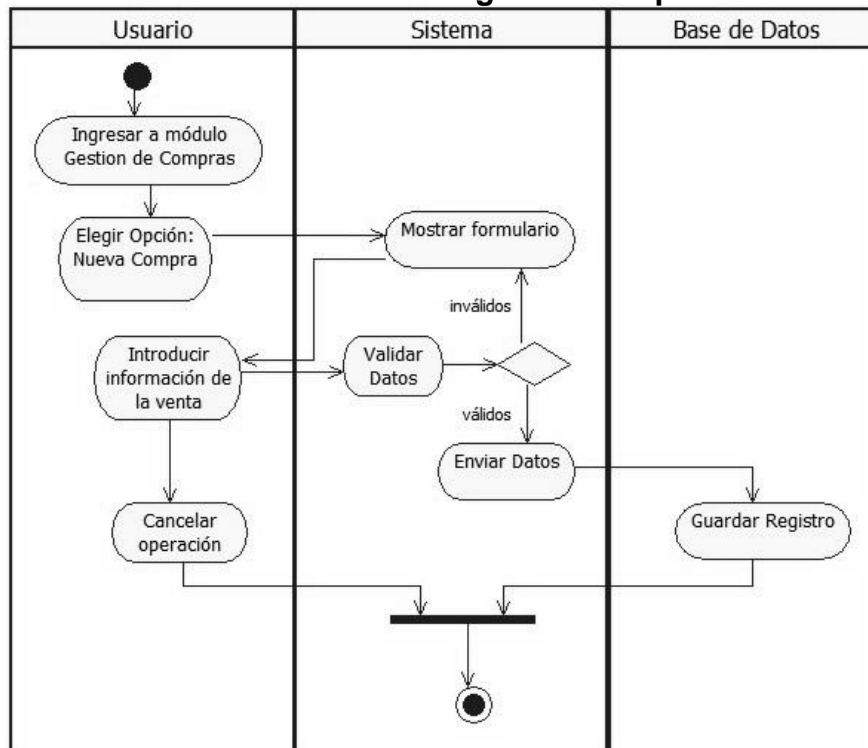 Usuario
Sistema
Base de Datos
Ingresar a módulo
Gestion de Compras
Elegir Opción:
Nueva Compra
Mostrar formulario
inválidos
Introducir
información de
la venta
Validar
Datos
válidos
Enviar Datos
Cancelar
operación
Guardar Registro